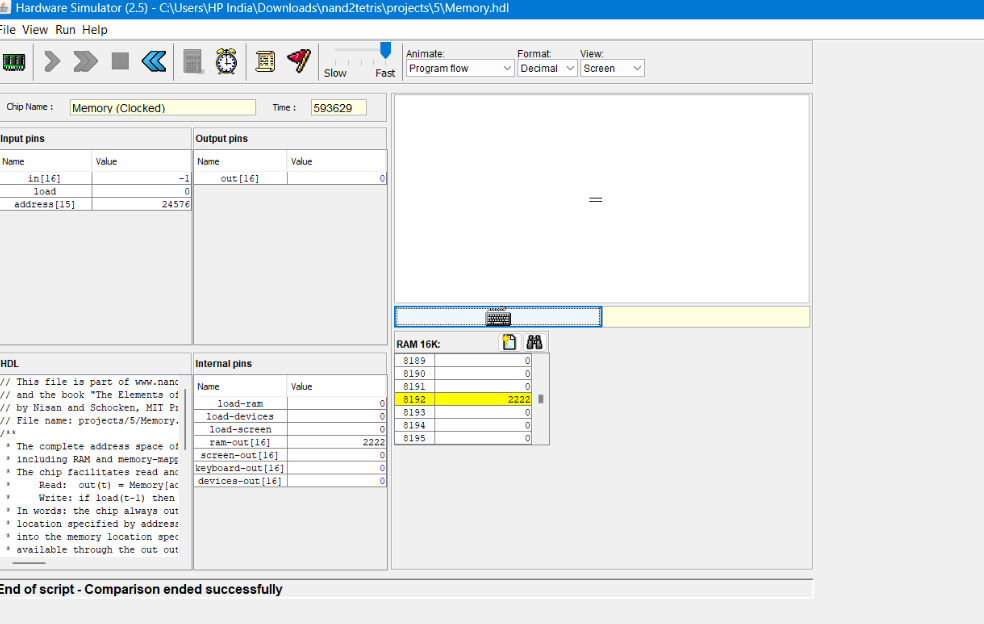 Hardware Simulator (2.5) - C:\Users\HP India\Downloads\nand2tetris\projects\5\Memory.hdl
File View Run Help
Slow Fast
Animate: Format: View:
Program flow Decimal Screen
Chip Name : Memory (Clocked) Time : 593629
Input pins
Name Value
in[16] -1
load 0
address[15] 24576
Output pins
Name Value
out[16] 0
HDL
// This file is part of www.nand
// and the book "The Elements of
// by Nisan and Schocken, MIT Pr
// File name: projects/5/Memory.
/**
* The complete address space of
* including RAM and memory-mapp
* The chip facilitates read and
* Read: out(t) = Memory[ad
* Write: if load(t-1) then
* In words: the chip always out
* location specified by address
* into the memory location spec
* available through the out out
Internal pins
Name Value
load-ram 0
load-devices 0
load-screen 0
ram-out[16] 2222
screen-out[16] 0
keyboard-out[16] 0
devices-out[16] 0
RAM 16K:
8189 0
8190 0
8191 0
8192 2222
8193 0
8194 0
8195 0
End of script - Comparison ended successfully